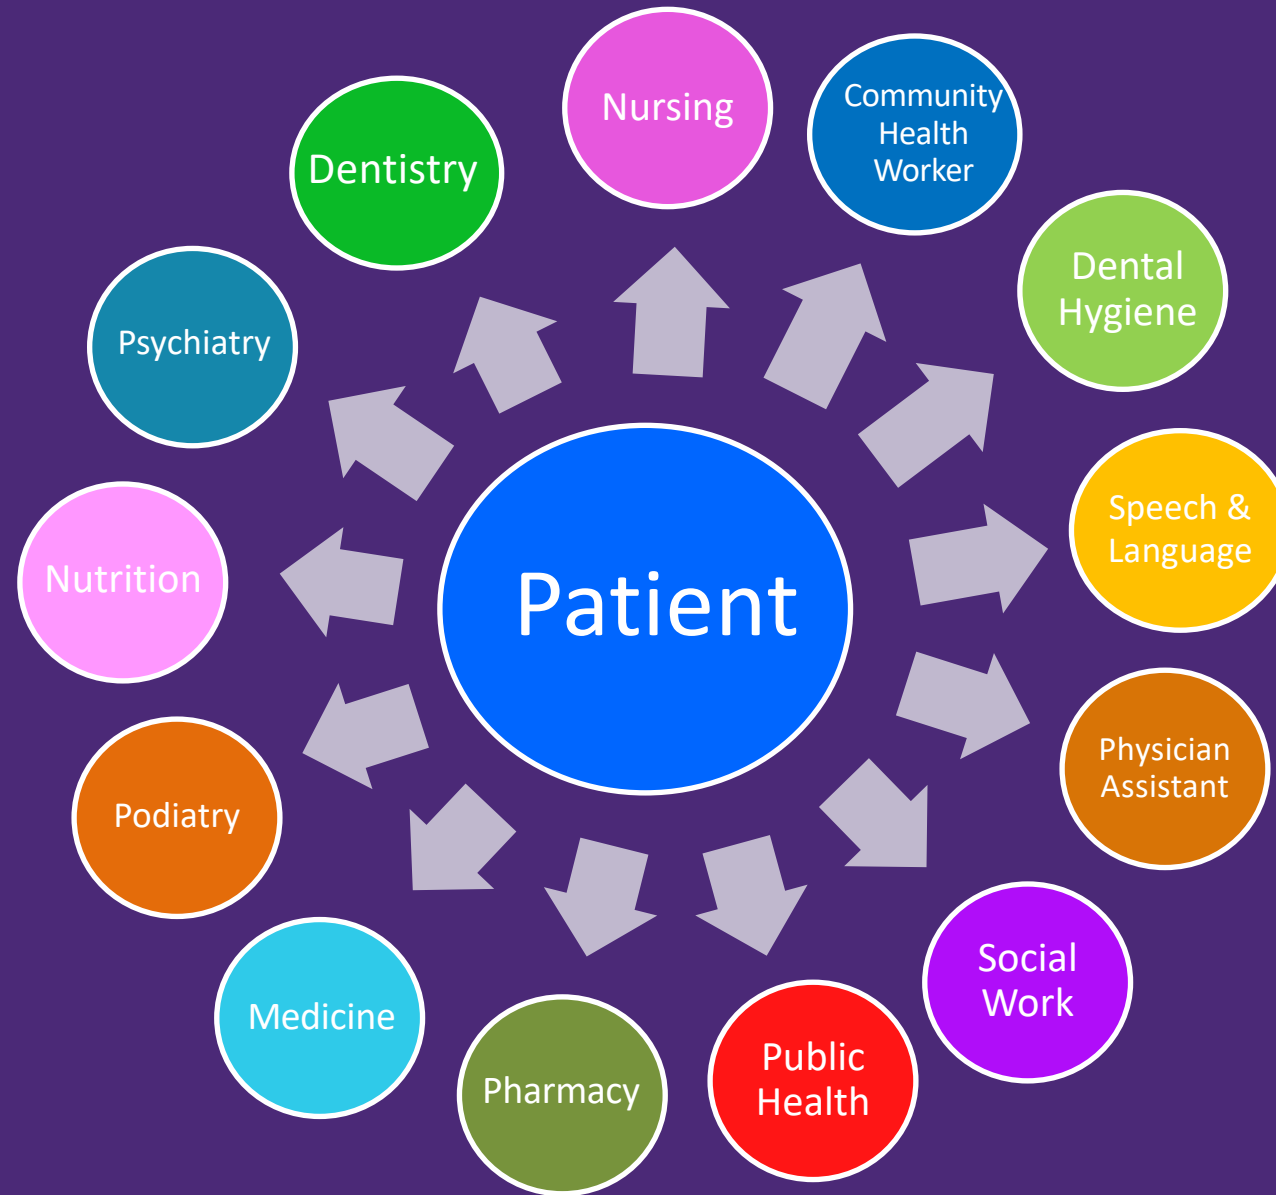 Nursing
Community
Health
Worker
Dentistry
Dental
Hygiene
Psychiatry
Speech &
Language
Nutrition
Patient
Physician
Assistant
Podiatry
Social
Work
Medicine
Public
Health
Pharmacy